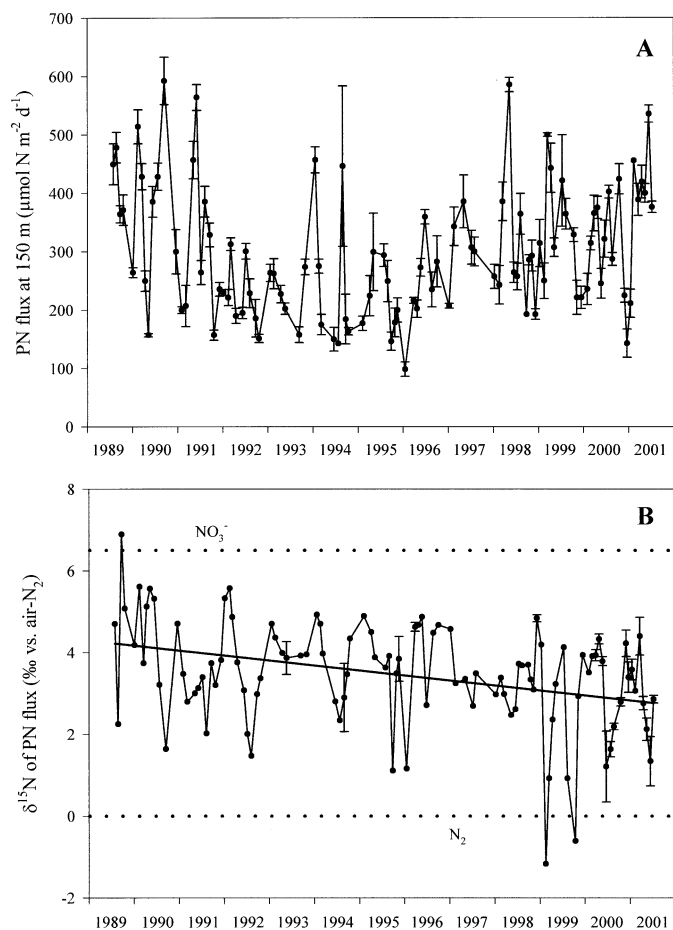 A
PN flux at 150 m (µmol N m⁻² d⁻¹)
700
600
500
400
300
200
100
0
1989 1990 1991 1992 1993 1994 1995 1996 1997 1998 1999 2000 2001
B
δ¹⁵N of PN flux (‰ vs. air-N₂)
8
NO₃⁻
6
4
2
0
N₂
-2
1989 1990 1991 1992 1993 1994 1995 1996 1997 1998 1999 2000 2001